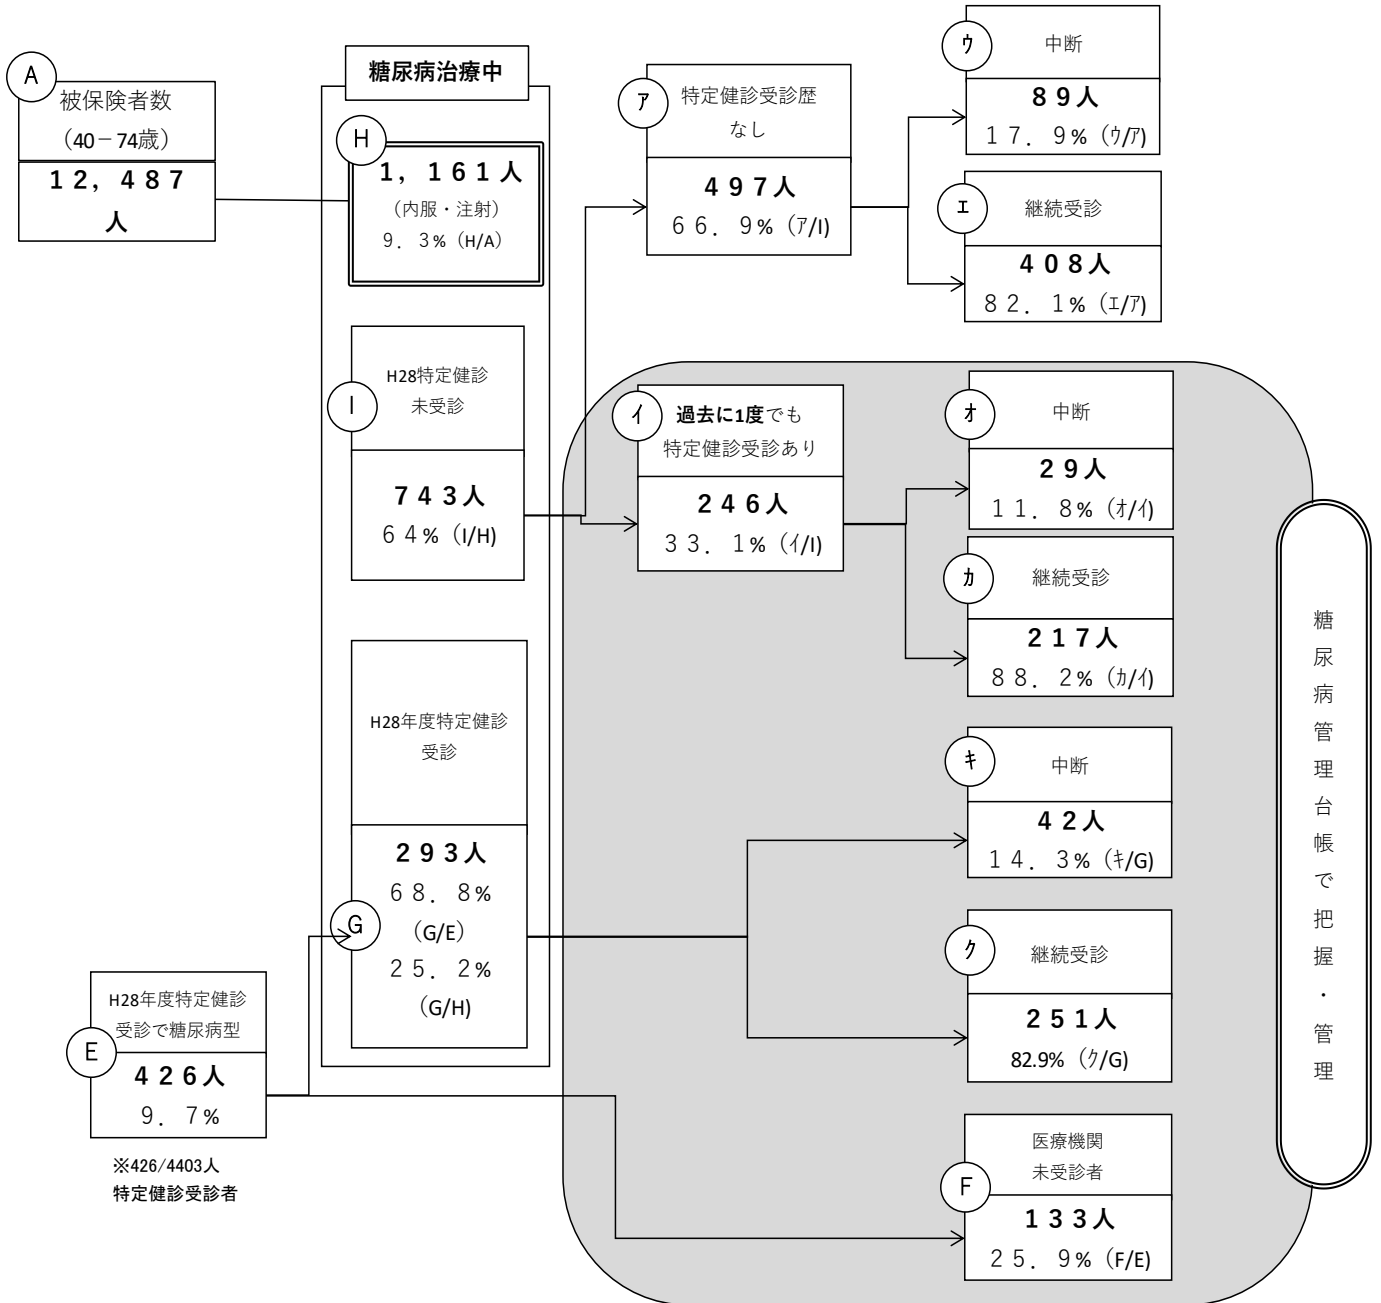 A
被保険者数
（40－74歳）
１２，４８７
人
糖尿病治療中
H
１，１６１人
（内服・注射）
９．３%（H/A）
I
H28特定健診
未受診
７４３人
６４%（I/H）
H28年度特定健診
受診
G
２９３人
６８．８%
（G/E）
２５．２%
（G/H）
E
H28年度特定健診
受診で糖尿病型
４２６人
９．７%
※426/4403人
特定健診受診者
ｱ
特定健診受診歴
なし
４９７人
６６．９%（ｱ/I）
ｳ
中断
８９人
１７．９%（ｳ/ｱ）
ｴ
継続受診
４０８人
８２．１%（ｴ/ｱ）
ｲ
過去に1度でも
特定健診受診あり
２４６人
３３．１%（ｲ/I）
ｵ
中断
２９人
１１．８%（ｵ/ｲ）
ｶ
継続受診
２１７人
８８．２%（ｶ/ｲ）
ｷ
中断
４２人
１４．３%（ｷ/G）
ｸ
継続受診
２５１人
82.9%（ｸ/G）
F
医療機関
未受診者
１３３人
２５．９%（F/E）
糖尿病管理台帳で把握・管理